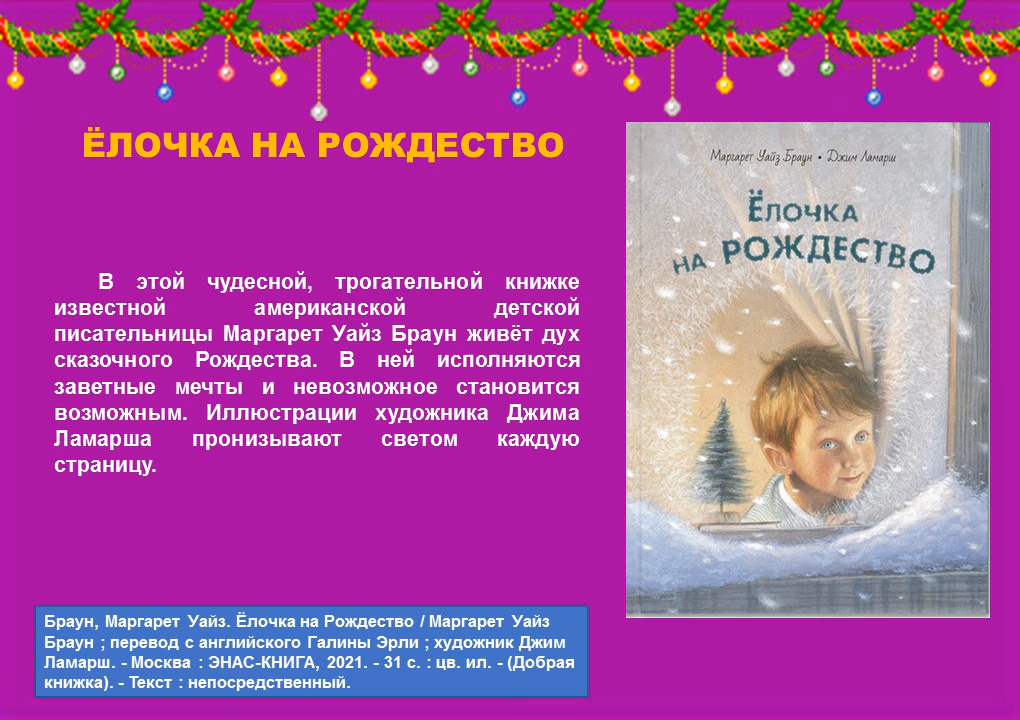 ЁЛОЧКА НА РОЖДЕСТВО
В этой чудесной, трогательной книжке
известной американской детской
писательницы Маргарет Уайз Браун живёт дух
сказочного Рождества. В ней исполняются
заветные мечты и невозможное становится
возможным. Иллюстрации художника Джима
Ламарша пронизывают светом каждую
страницу.
Маргарет Уайз Браун • Джим Ламарш
Ёлочка
на Рождество
Браун, Маргарет Уайз. Ёлочка на Рождество / Маргарет Уайз
Браун ; перевод с английского Галины Эрли ; художник Джим
Ламарш. - Москва : ЭНАС-КНИГА, 2021. - 31 с. : цв. ил. - (Добрая
книжка). - Текст : непосредственный.